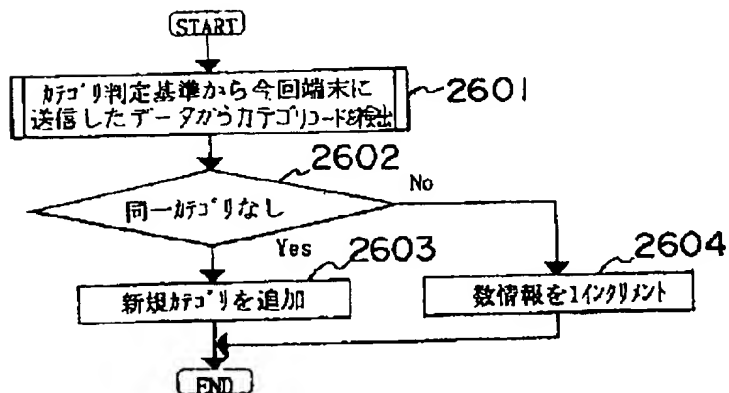 START
カテゴリ判定基準から今回端末に
送信したデータからカテゴリコードを検出
2601
2602
同一カテゴリなし
No
Yes
2603
2604
新規カテゴリを追加
数情報を1インクリメント
END